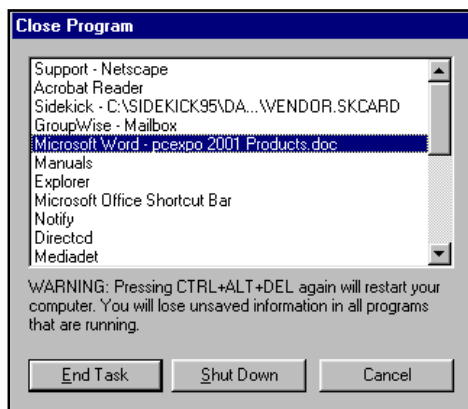 Close Program
Support - Netscape
Acrobat Reader
Sidekick - C:\SIDEKICK95\DA...\VENDOR.SKCARD
GroupWise - Mailbox
Microsoft Word - pcexpo 2001 Products.doc
Manuals
Explorer
Microsoft Office Shortcut Bar
Notify
Directcd
Mediadet
WARNING: Pressing CTRL+ALT+DEL again will restart your
computer. You will lose unsaved information in all programs
that are running.
End Task Shut Down Cancel